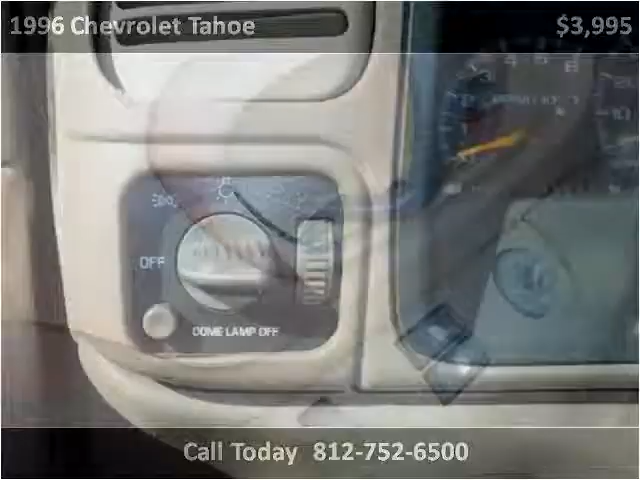 1996 Chevrolet Tahoe $3,995
OFF
DOME LAMP OFF
Call Today 812-752-6500